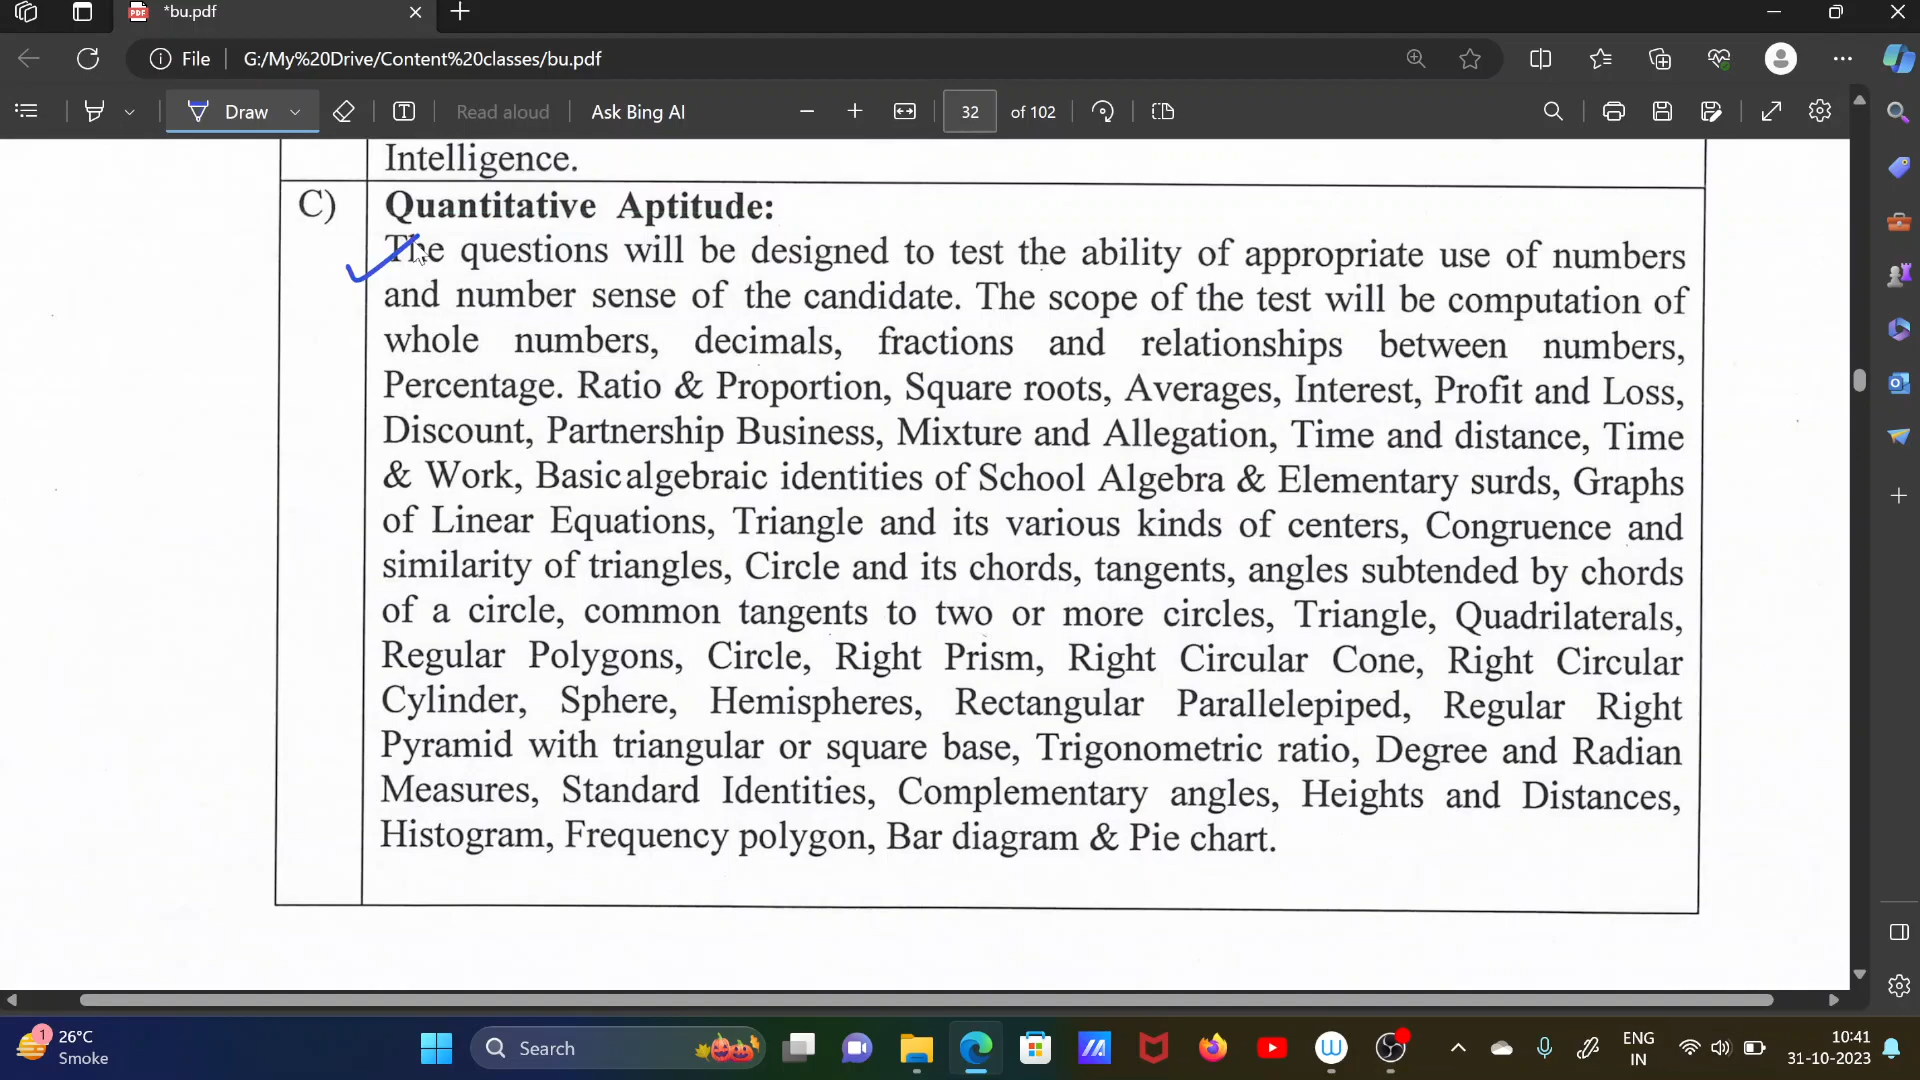 *bu.pdf
File
G:/My%20Drive/Content%20classes/bu.pdf
Draw
Read aloud
Ask Bing AI
32
of 102
Intelligence.
C)
Quantitative Aptitude:
The questions will be designed to test the ability of appropriate use of numbers
and number sense of the candidate. The scope of the test will be computation of
whole numbers, decimals, fractions and relationships between numbers,
Percentage. Ratio & Proportion, Square roots, Averages, Interest, Profit and Loss,
Discount, Partnership Business, Mixture and Allegation, Time and distance, Time
& Work, Basic algebraic identities of School Algebra & Elementary surds, Graphs
of Linear Equations, Triangle and its various kinds of centers, Congruence and
similarity of triangles, Circle and its chords, tangents, angles subtended by chords
of a circle, common tangents to two or more circles, Triangle, Quadrilaterals,
Regular Polygons, Circle, Right Prism, Right Circular Cone, Right Circular
Cylinder, Sphere, Hemispheres, Rectangular Parallelepiped, Regular Right
Pyramid with triangular or square base, Trigonometric ratio, Degree and Radian
Measures, Standard Identities, Complementary angles, Heights and Distances,
Histogram, Frequency polygon, Bar diagram & Pie chart.
1
26°C
Smoke
Search
ENG
IN
10:41
31-10-2023